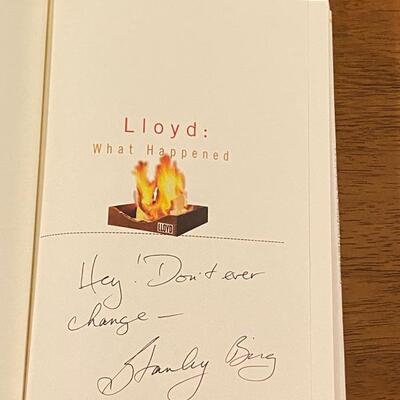 Lloyd:
What Happened
LLOYD
Hey! Don't ever
change —
Stanley Bing